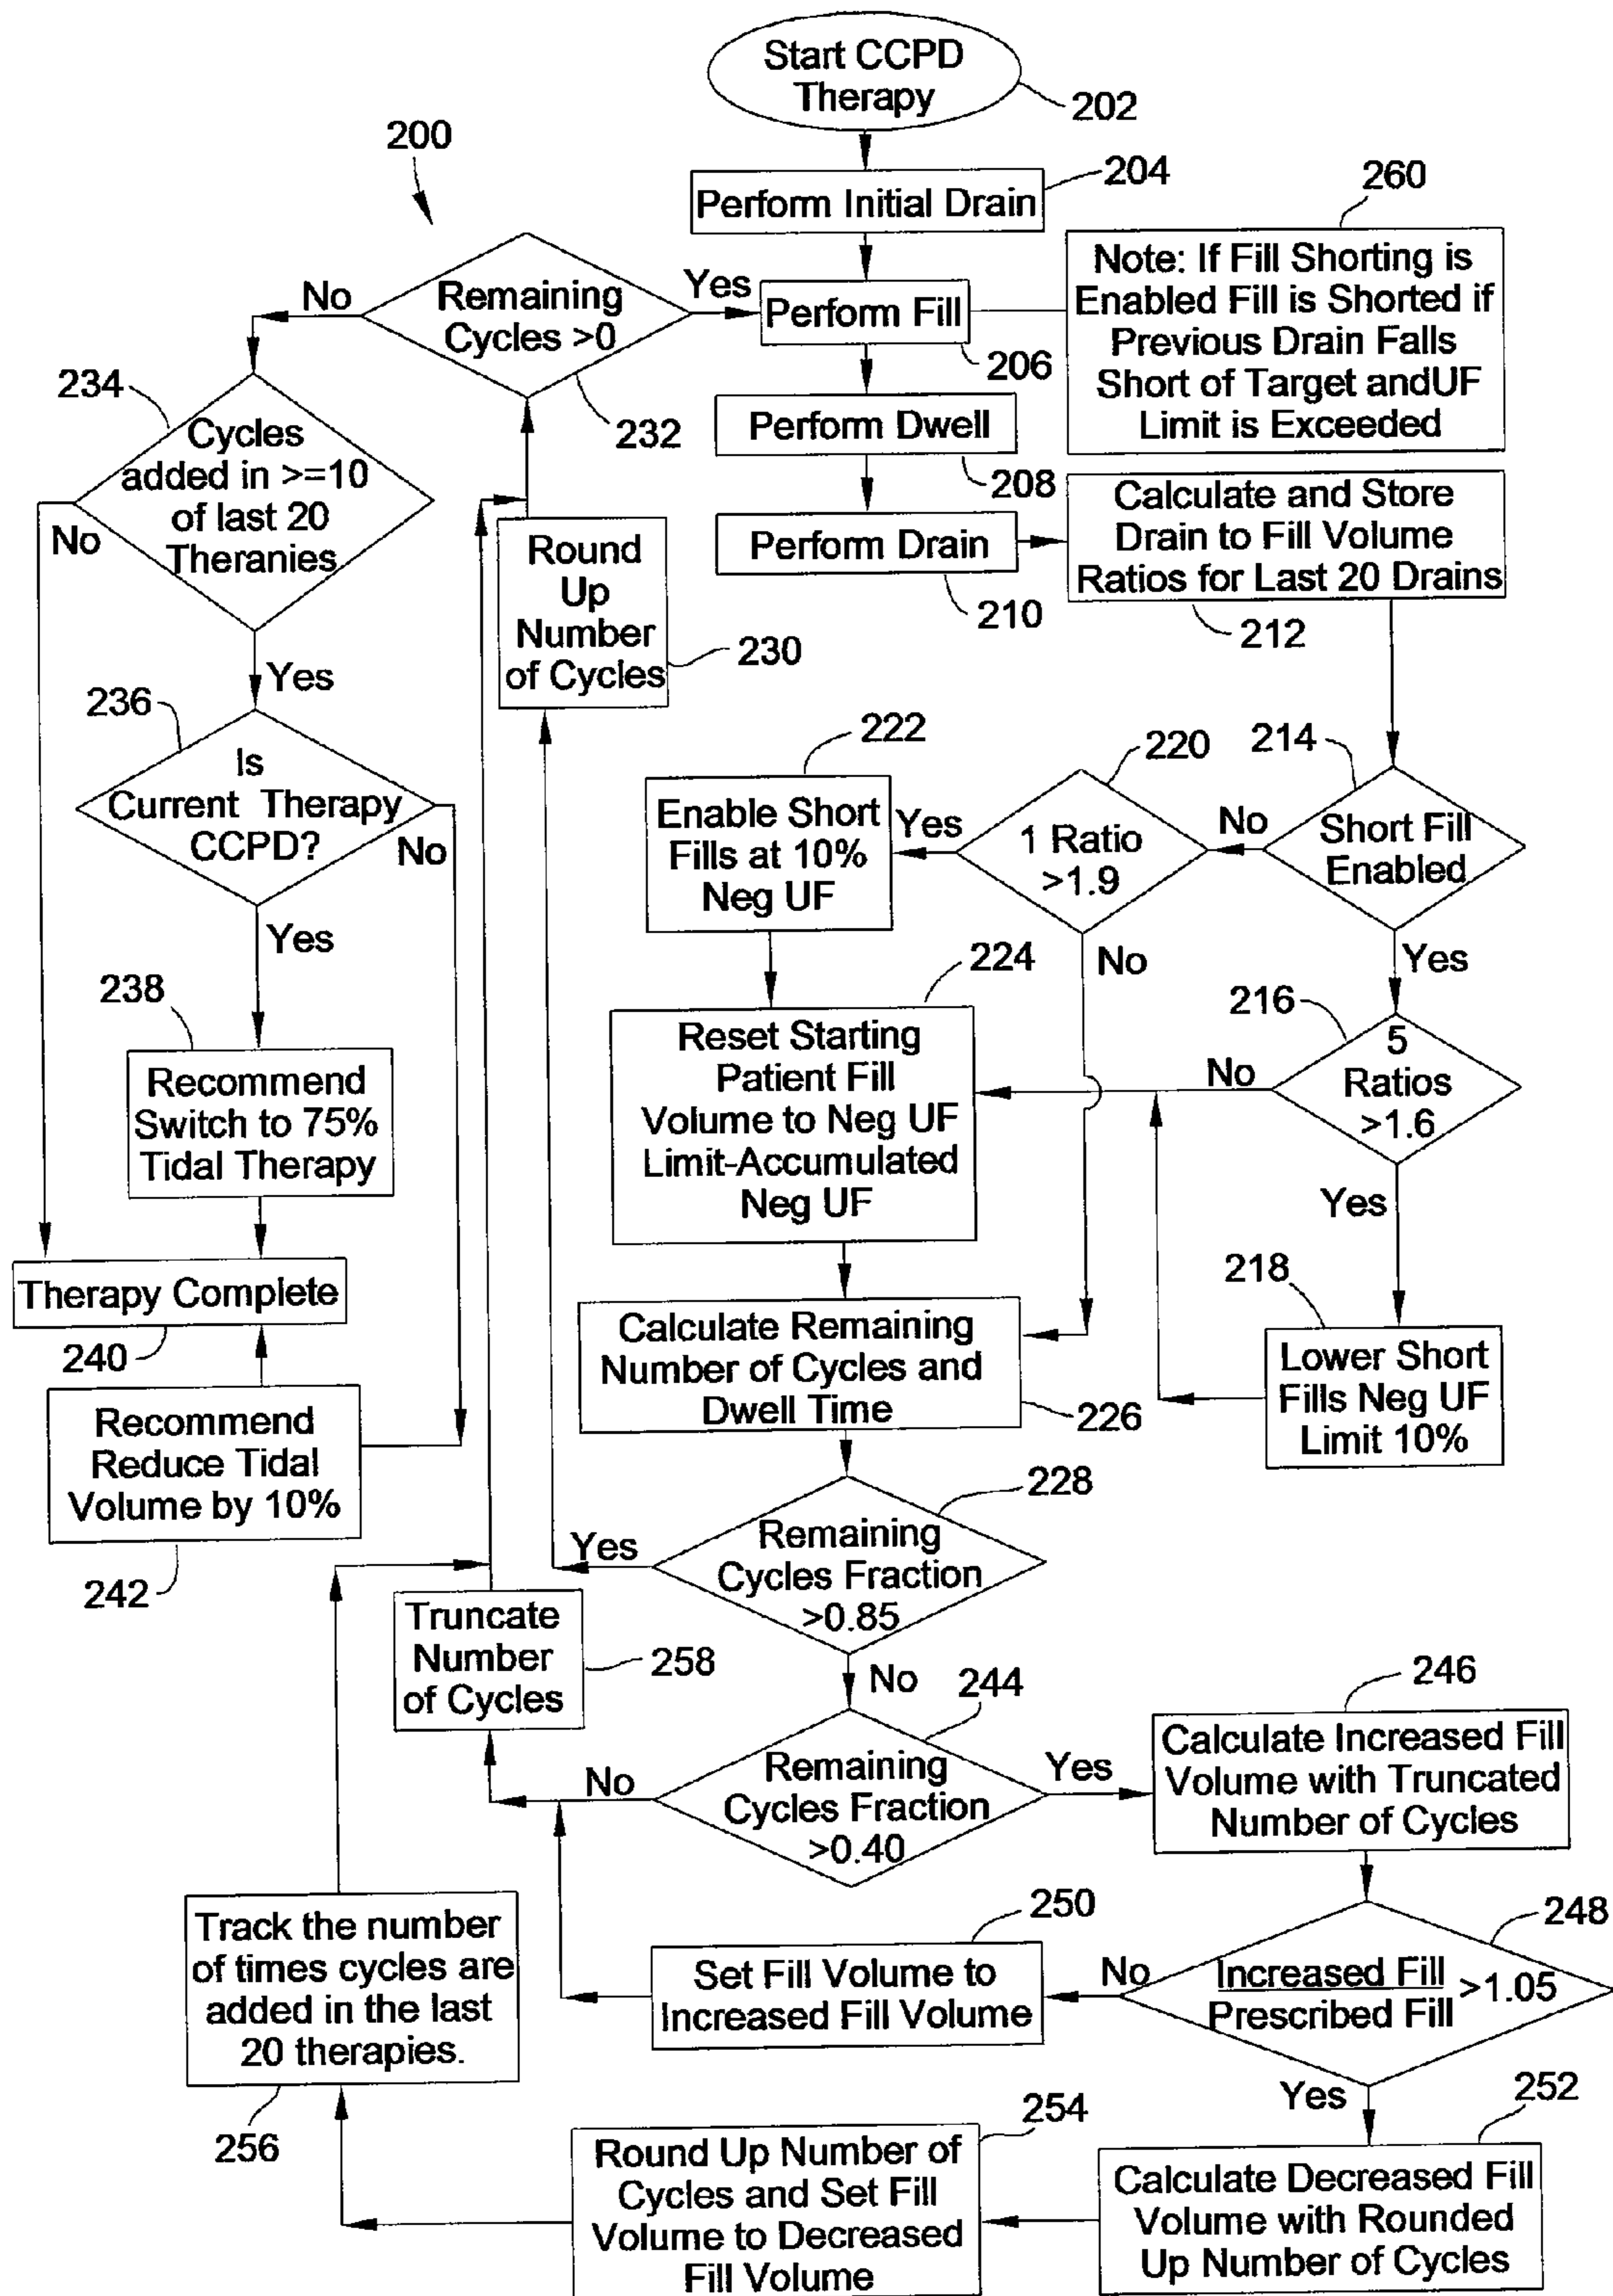 Start CCPD
Therapy
202
200
Perform Initial Drain
204
260
Note: If Fill Shorting is
Enabled Fill is Shorted if
Previous Drain Falls
Short of Target andUF
Limit is Exceeded
No
Remaining
Cycles >0
Yes
232
Perform Fill
206
Perform Dwell
208
Perform Drain
210
Calculate and Store
Drain to Fill Volume
Ratios for Last 20 Drains
212
234
Cycles
added in >=10
of last 20
Theranies
No
Yes
Round
Up
Number
of Cycles
230
236
Is
Current Therapy
CCPD?
No
Yes
222
Enable Short
Fills at 10%
Neg UF
Yes
220
1 Ratio
>1.9
No
No
214
Short Fill
Enabled
Yes
238
Recommend
Switch to 75%
Tidal Therapy
224
Reset Starting
Patient Fill
Volume to Neg UF
Limit-Accumulated
Neg UF
No
216
5
Ratios
>1.6
Yes
Therapy Complete
240
218
Lower Short
Fills Neg UF
Limit 10%
Calculate Remaining
Number of Cycles and
Dwell Time
226
Recommend
Reduce Tidal
Volume by 10%
242
Yes
228
Remaining
Cycles Fraction
>0.85
No
Truncate
Number
of Cycles
258
No
244
Remaining
Cycles Fraction
>0.40
Yes
246
Calculate Increased Fill
Volume with Truncated
Number of Cycles
Track the number
of times cycles are
added in the last
20 therapies.
256
250
Set Fill Volume to
Increased Fill Volume
No
248
Increased Fill
Prescribed Fill
>1.05
Yes
254
Round Up Number of
Cycles and Set Fill
Volume to Decreased
Fill Volume
252
Calculate Decreased Fill
Volume with Rounded
Up Number of Cycles